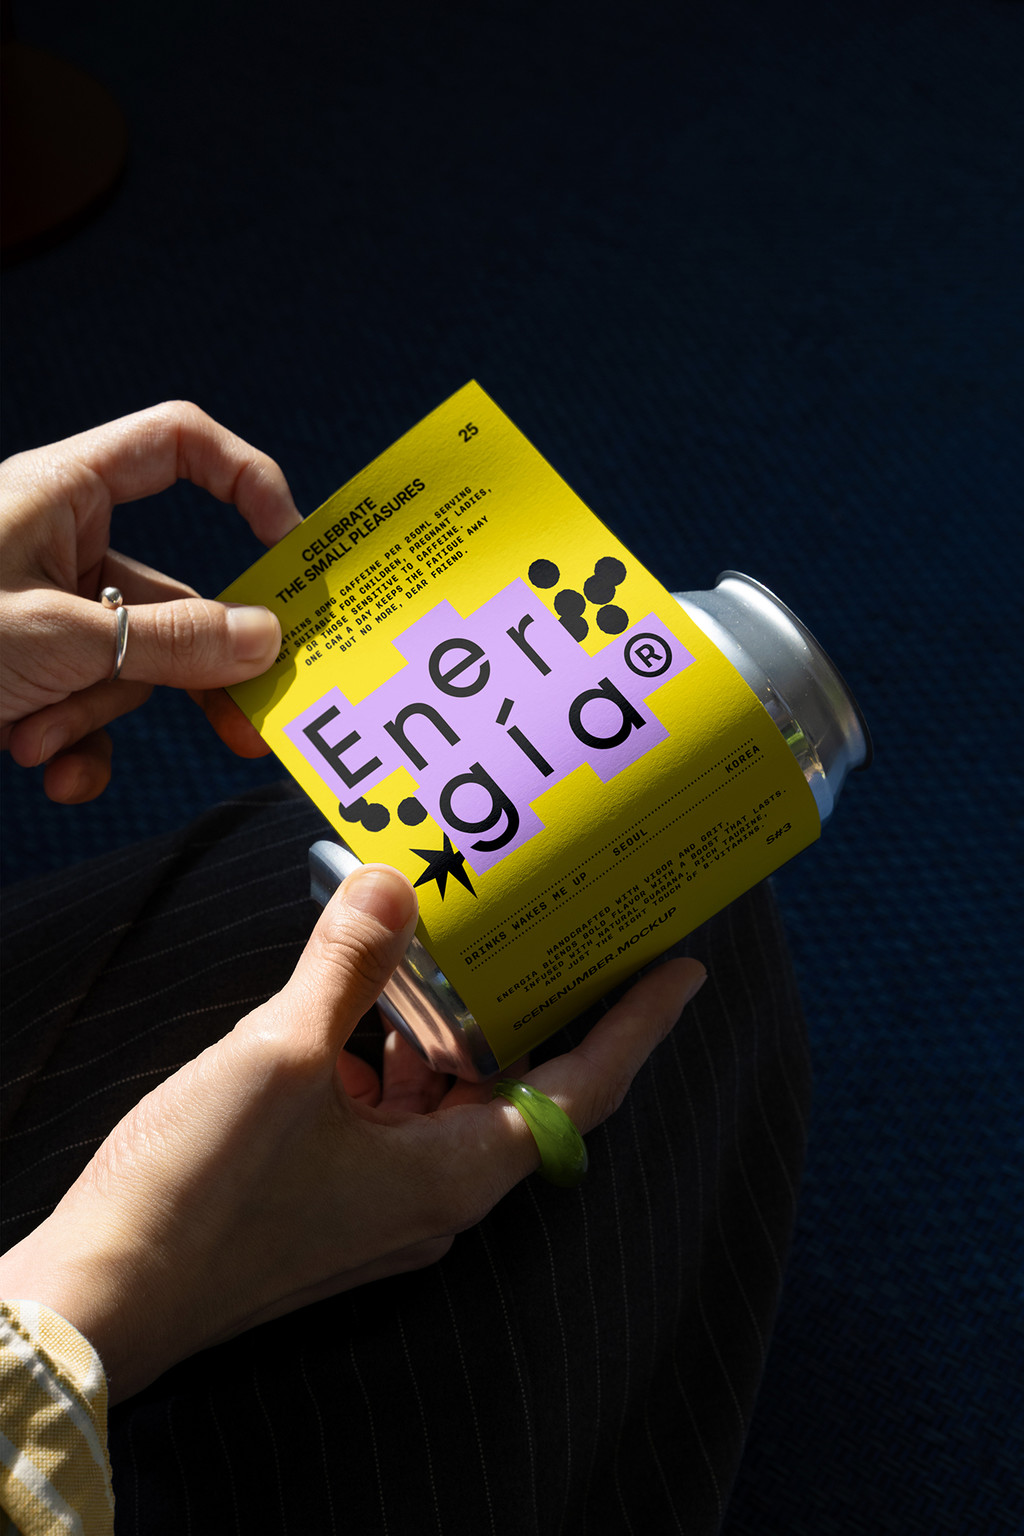 25
CELEBRATE
THE SMALL PLEASURES
80MG CAFFEINE PER 250ML SERVING
NOT SUITABLE FOR CHILDREN, PREGNANT LADIES,
OR THOSE SENSITIVE TO CAFFEINE.
ONE CAN A DAY KEEPS THE FATIGUE AWAY
BUT NO MORE, DEAR FRIEND.
Ener
gía®
DRINKS WAKES ME UP SEOUL KOREA
HANDCRAFTED WITH VIGOR AND GRIT,
ENERGIA BLENDS BOLD FLAVOR WITH A BOOST THAT LASTS.
INFUSED WITH NATURAL GUARANA, RICH TAURINE,
AND JUST THE RIGHT TOUCH OF B-VITAMINS.
SCENENUMBER.MOCKUP S#3